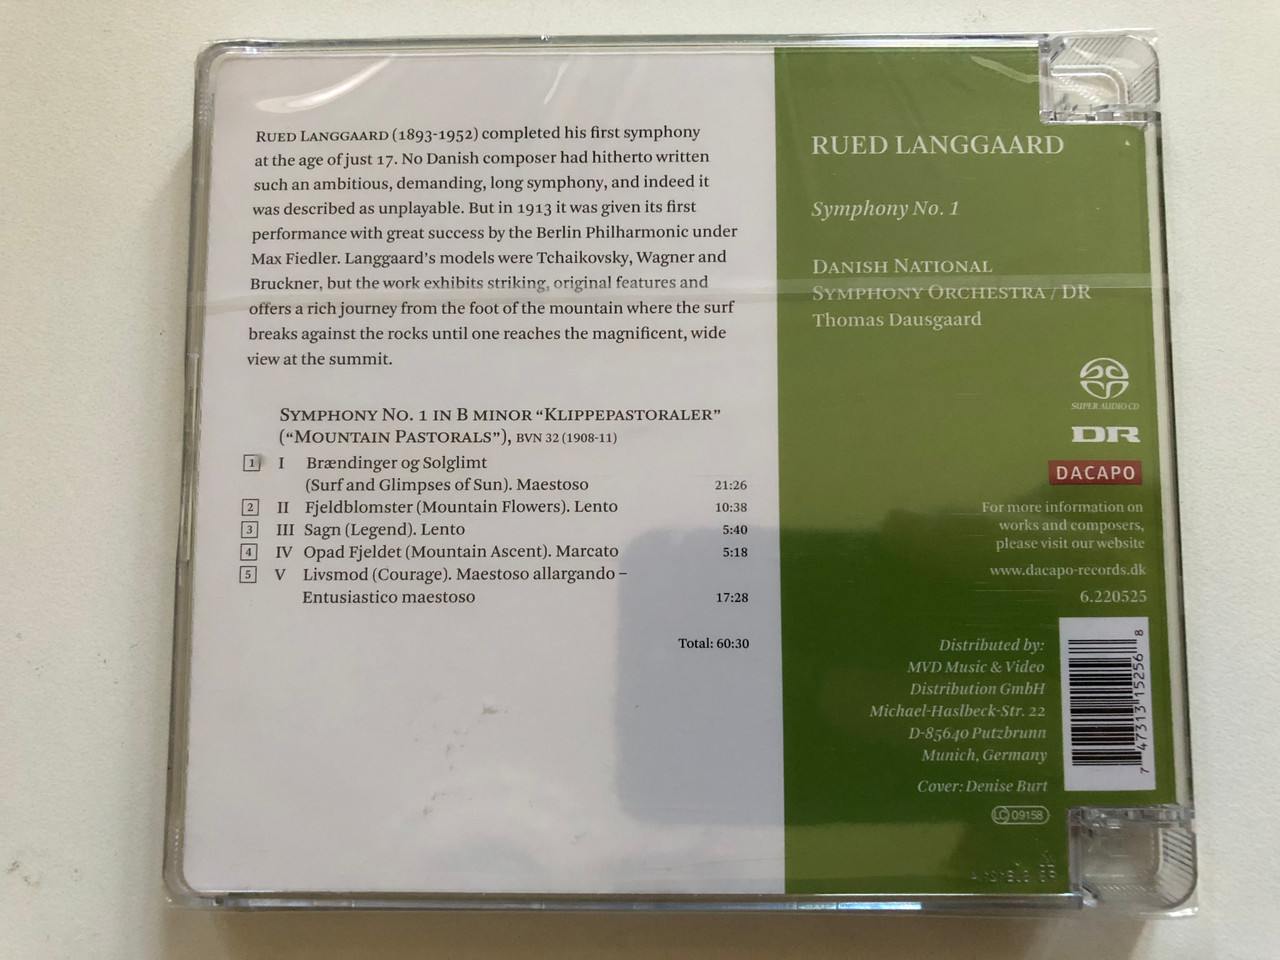 RUED LANGGAARD (1893-1952) completed his first symphony
at the age of just 17. No Danish composer had hitherto written
such an ambitious, demanding, long symphony, and indeed it
was described as unplayable. But in 1913 it was given its first
performance with great success by the Berlin Philharmonic under
Max Fiedler. Langgaard's models were Tchaikovsky, Wagner and
Bruckner, but the work exhibits striking, original features and
offers a rich journey from the foot of the mountain where the surf
breaks against the rocks until one reaches the magnificent, wide
view at the summit.
SYMPHONY NO. 1 IN B MINOR “KLIPPEPASTORALER”
(“MOUNTAIN PASTORALS”), BVN 32 (1908-11)
1 I Brændinger og Solglimt
(Surf and Glimpses of Sun). Maestoso 21:26
2 II Fjeldblomster (Mountain Flowers). Lento 10:38
3 III Sagn (Legend). Lento 5:40
4 IV Opad Fjeldet (Mountain Ascent). Marcato 5:18
5 V Livsmod (Courage). Maestoso allargando –
Entusiastico maestoso 17:28
Total: 60:30
RUED LANGGAARD
Symphony No. 1
DANISH NATIONAL
SYMPHONY ORCHESTRA / DR
Thomas Dausgaard
SUPER AUDIO CD
DR
DACAPO
For more information on
works and composers,
please visit our website
www.dacapo-records.dk
6.220525
Distributed by:
MVD Music & Video
Distribution GmbH
Michael-Haslbeck-Str. 22
D-85640 Putzbrunn
Munich, Germany
Cover: Denise Burt
LC 09158
7 47313 15256 8